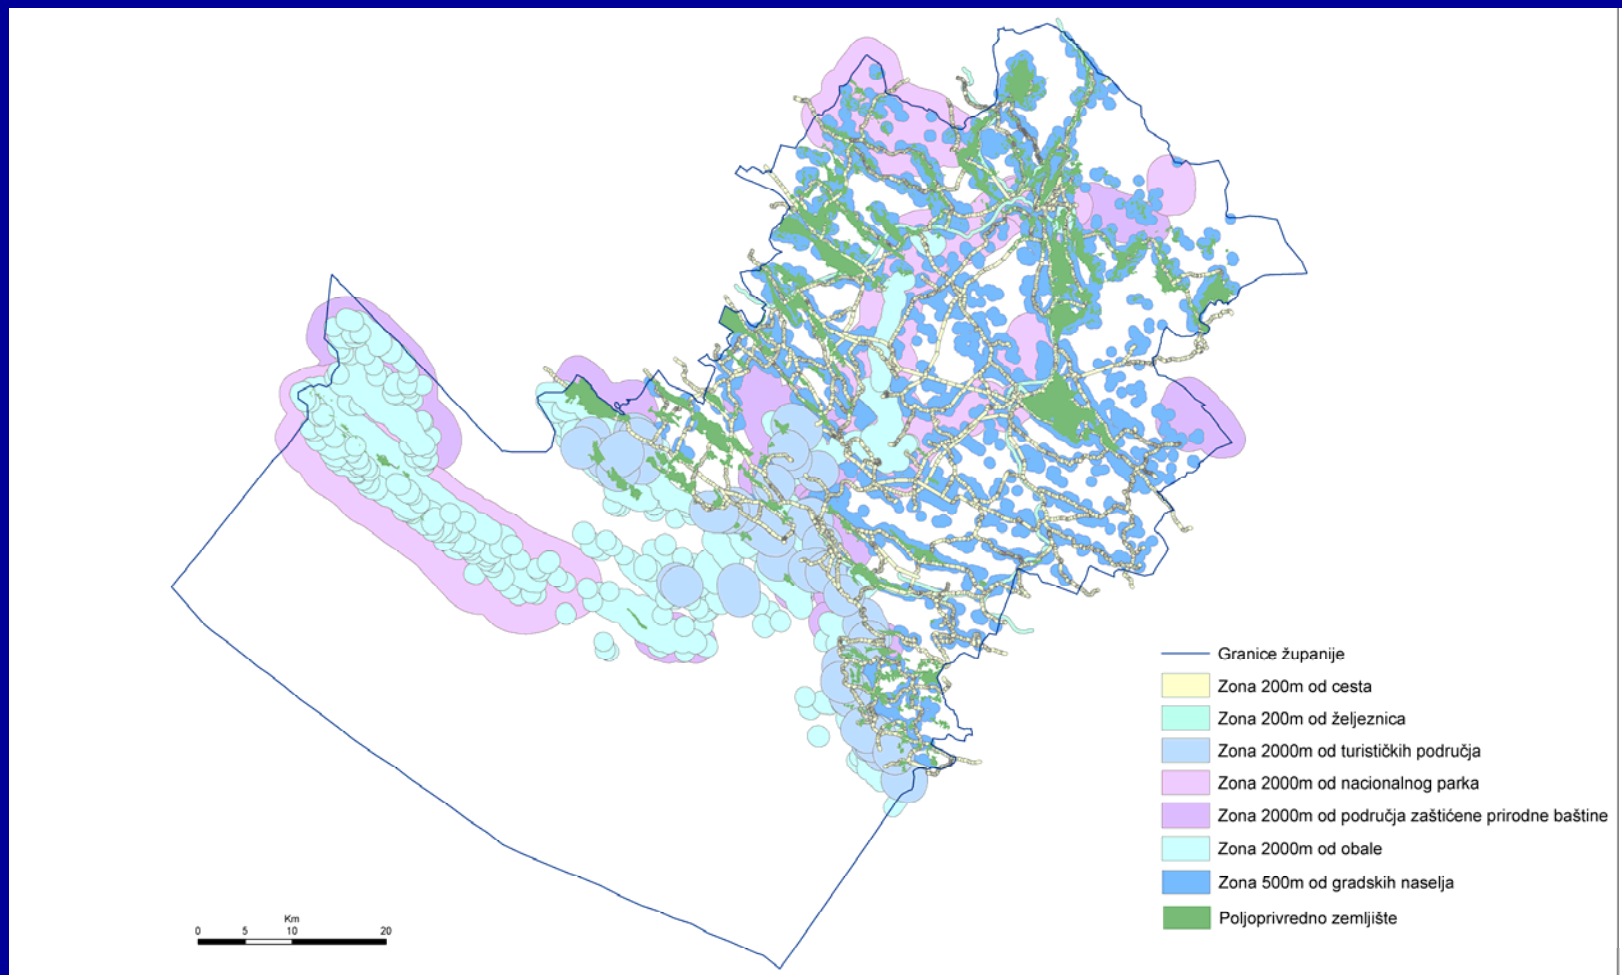 Granice županije
Zona 200m od cesta
Zona 200m od željeznica
Zona 2000m od turističkih područja
Zona 2000m od nacionalnog parka
Zona 2000m od područja zaštićene prirodne baštine
Zona 2000m od obale
Zona 500m od gradskih naselja
Poljoprivredno zemljište
Km
0 5 10 20